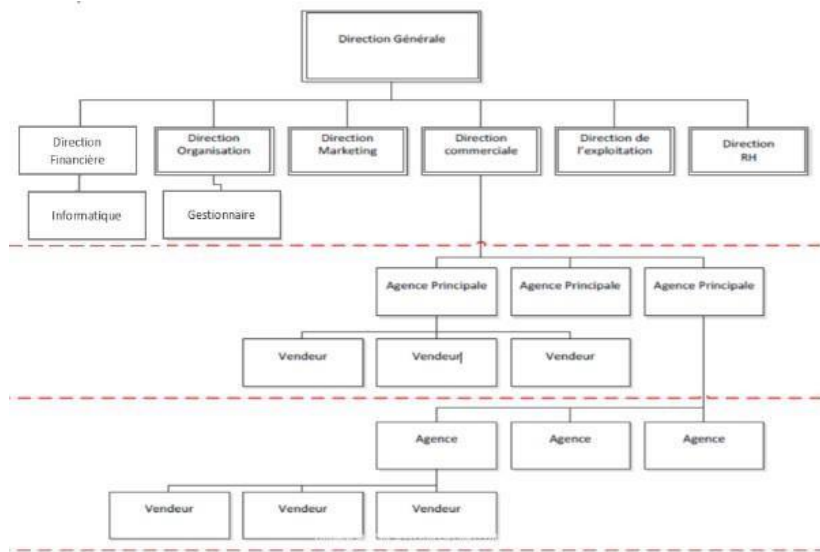 Direction Générale
Direction
Financière
Direction
Organisation
Direction
Marketing
Direction
commerciale
Direction de
l'exploitation
Direction
RH
Informatique
Gestionnaire
Agence Principale
Agence Principale
Agence Principale
Vendeur
Vendeur
Vendeur
Agence
Agence
Agence
Vendeur
Vendeur
Vendeur